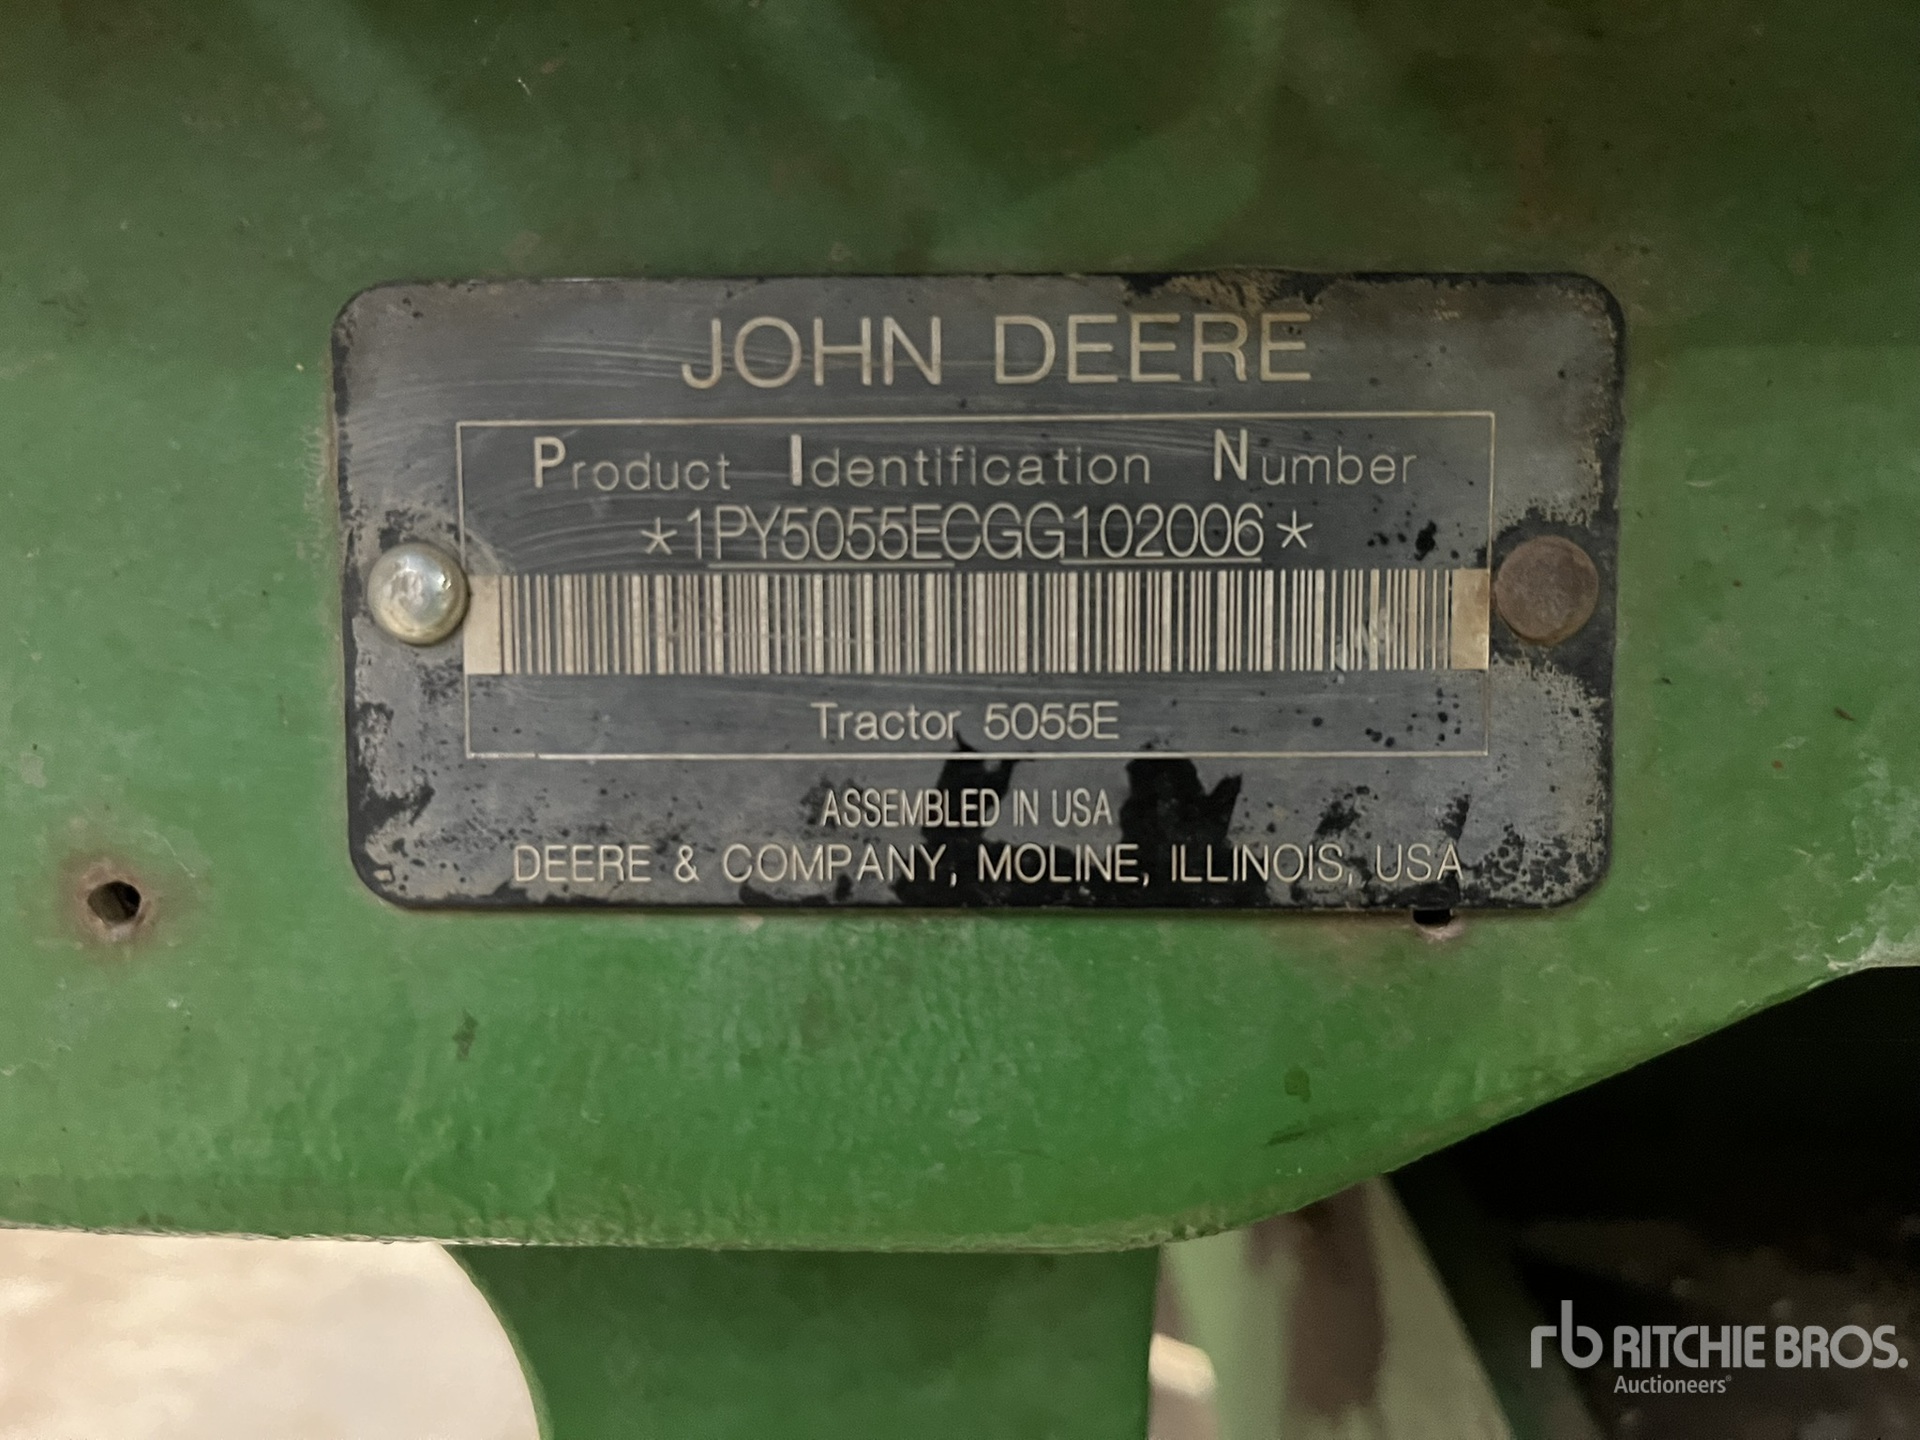 JOHN DEERE
Product Identification Number
*1PY5055ECGG102006*
Tractor 5055E
ASSEMBLED IN USA
DEERE & COMPANY, MOLINE, ILLINOIS, USA
rb RITCHIE BROS.
Auctioneers®